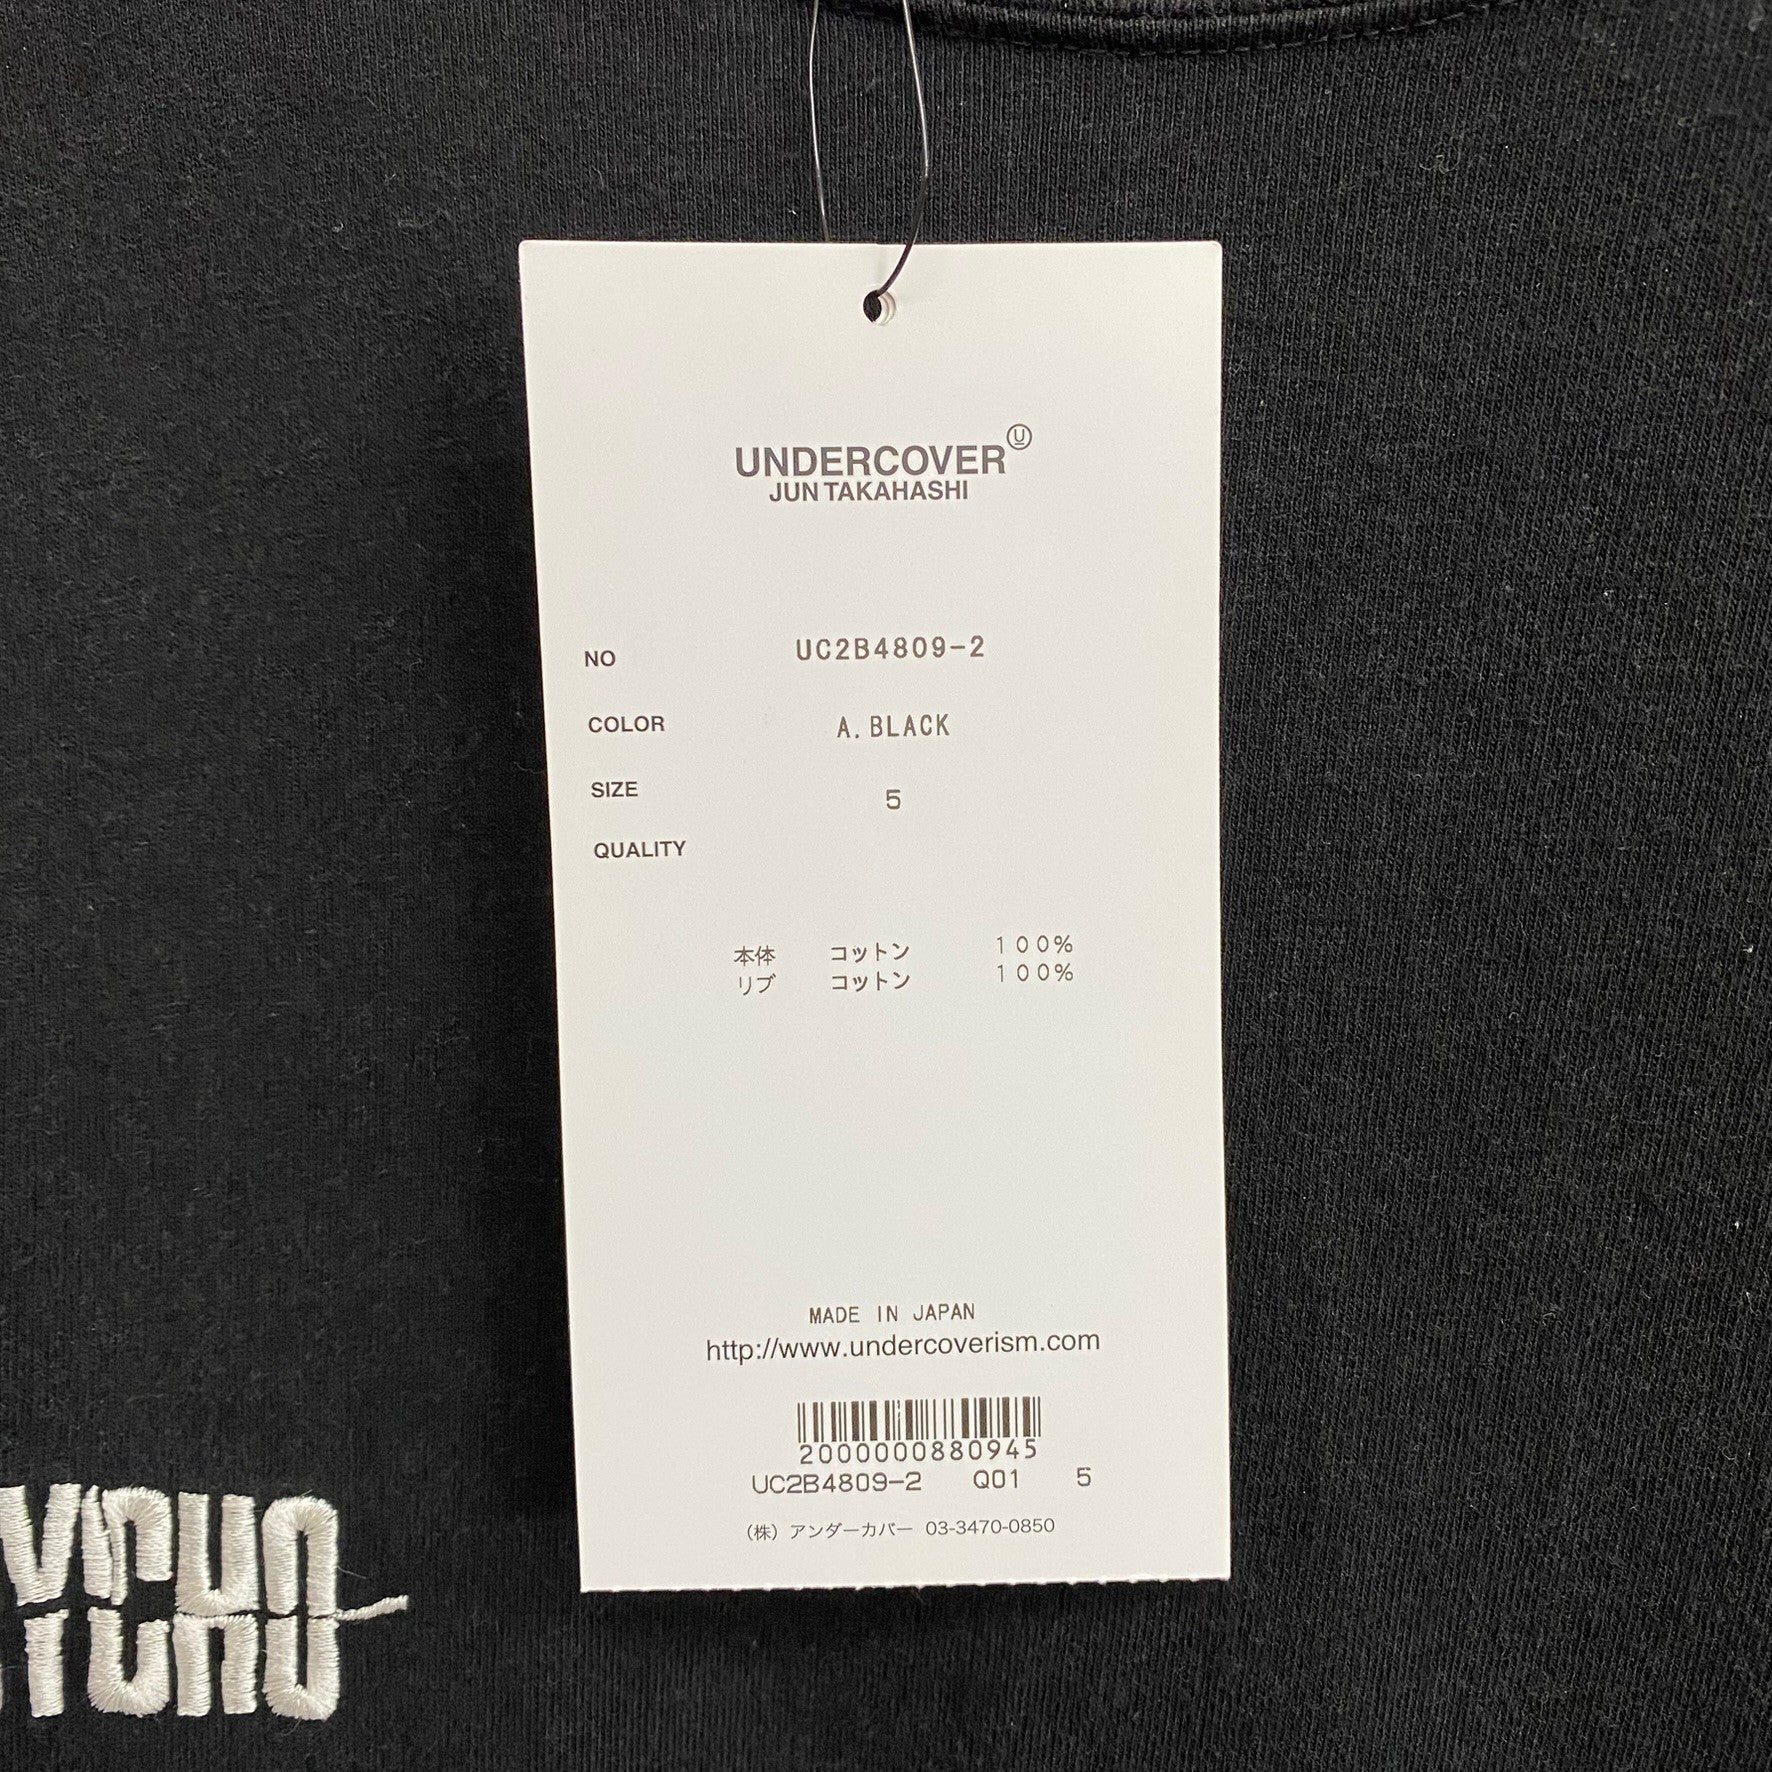 UNDERCOVER Ⓤ
JUN TAKAHASHI
NO UC2B4809-2
COLOR A. BLACK
SIZE 5
QUALITY
本体 コットン 100%
リブ コットン 100%
MADE IN JAPAN
http://www.undercoverism.com
2000000880945
UC2B4809-2 Q01 5
(株) アンダーカバー 03-3470-0850
YCHO